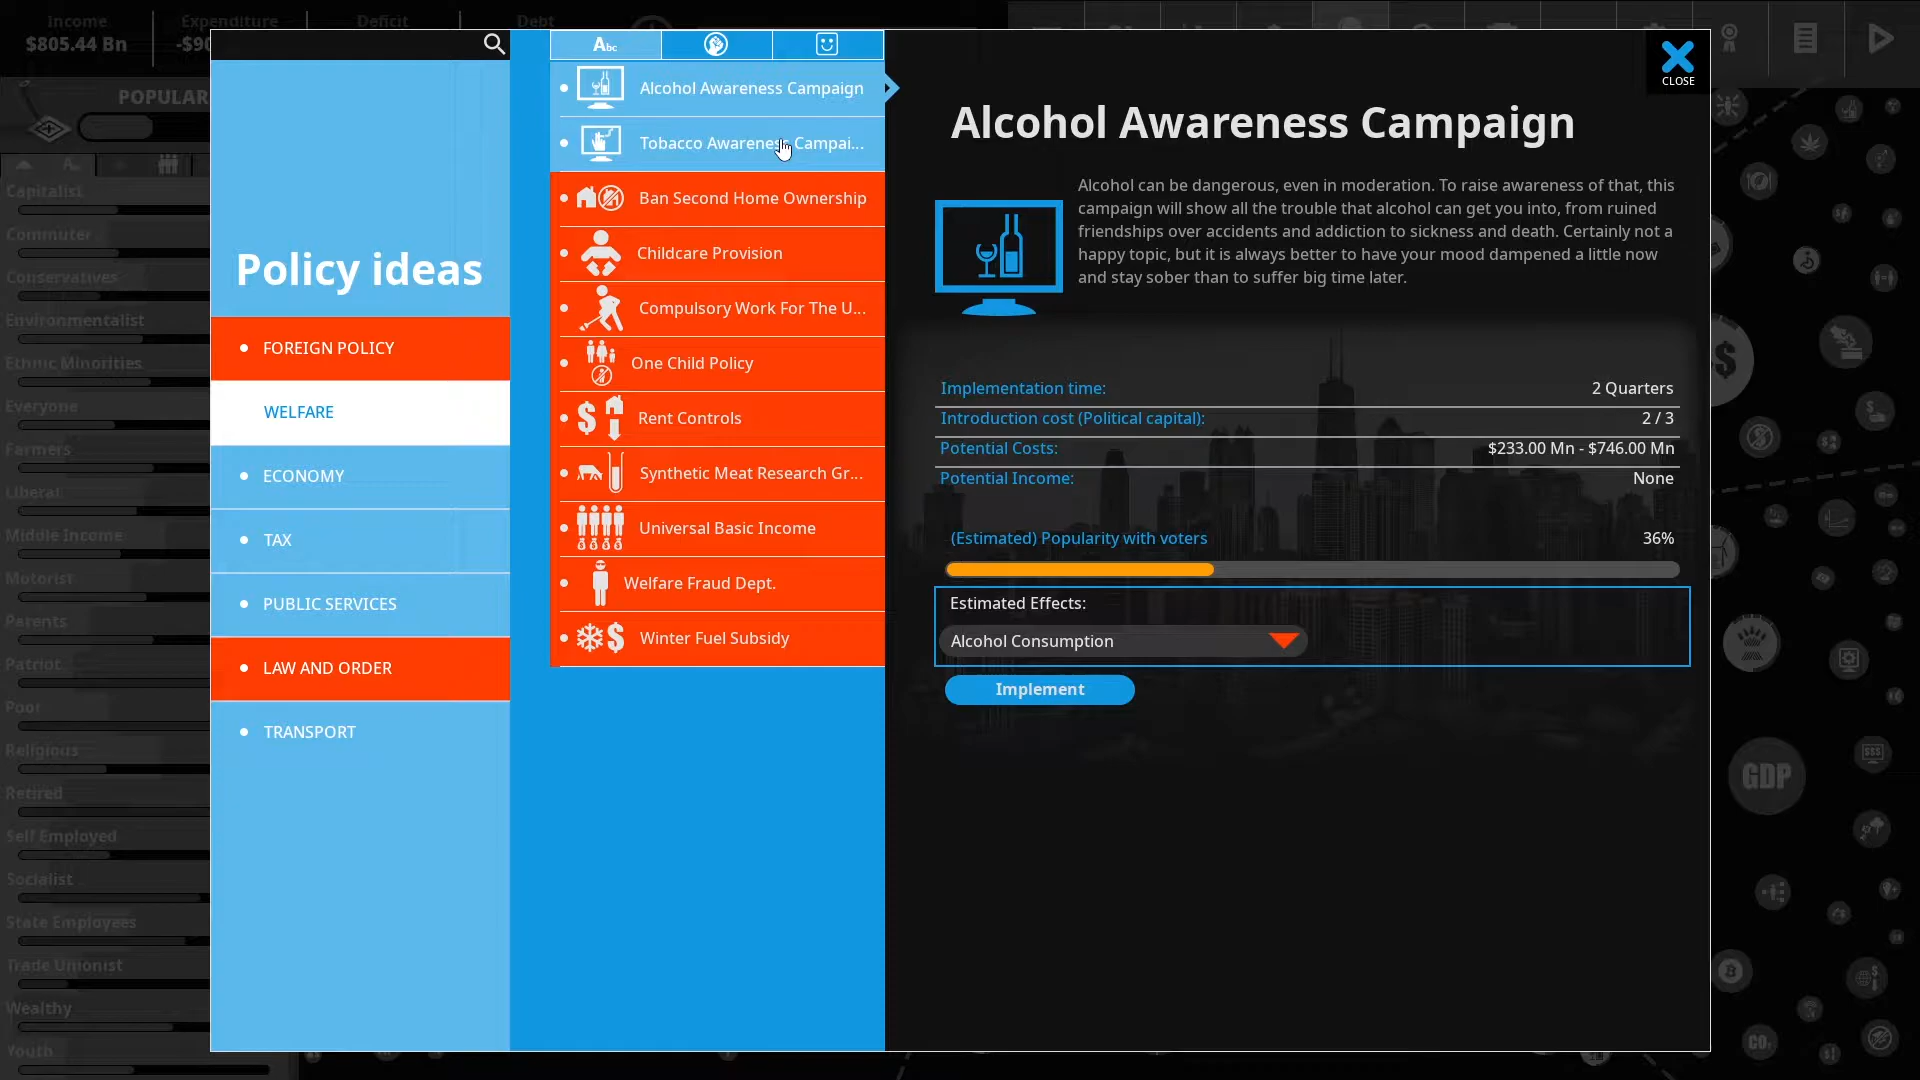 Income
Expenditure
Deficit
Debt
$805.44 Bn
-$90
POPULAR
Capitalist
Commuter
Conservatives
Environmentalist
Ethnic Minorities
Everyone
Farmers
Liberal
Middle Income
Motorist
Parents
Patriot
Poor
Religious
Retired
Self Employed
Socialist
State Employees
Trade Unionist
Wealthy
Youth
Policy ideas
FOREIGN POLICY
WELFARE
ECONOMY
TAX
PUBLIC SERVICES
LAW AND ORDER
TRANSPORT
Abc
Alcohol Awareness Campaign
Tobacco Awareness Campai...
Ban Second Home Ownership
Childcare Provision
Compulsory Work For The U...
One Child Policy
Rent Controls
Synthetic Meat Research Gr...
Universal Basic Income
Welfare Fraud Dept.
Winter Fuel Subsidy
CLOSE
Alcohol Awareness Campaign
Alcohol can be dangerous, even in moderation. To raise awareness of that, this
campaign will show all the trouble that alcohol can get you into, from ruined
friendships over accidents and addiction to sickness and death. Certainly not a
happy topic, but it is always better to have your mood dampened a little now
and stay sober than to suffer big time later.
Implementation time: 2 Quarters
Introduction cost (Political capital): 2 / 3
Potential Costs: $233.00 Mn - $746.00 Mn
Potential Income: None
(Estimated) Popularity with voters 36%
Estimated Effects:
Alcohol Consumption
Implement
GDP